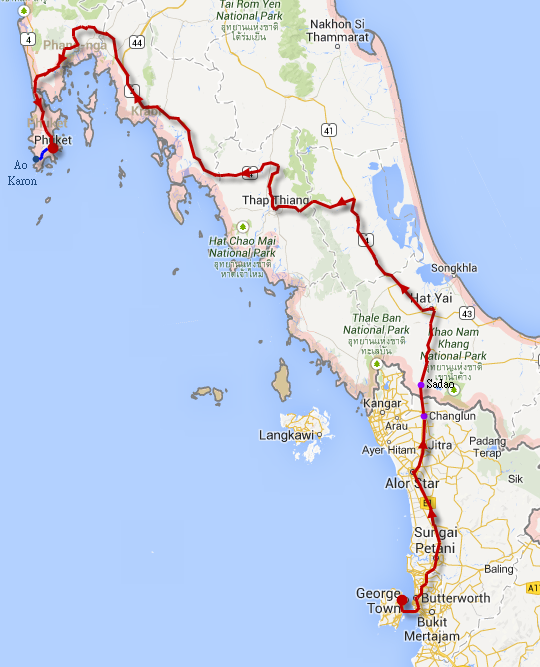 Tai Rom Yen
National Park
อุทยานแห่งชาติ
ใต้ร่มเย็น
Nakhon Si
Thammarat
4
44
Phang-nga
Krabi
4
41
Phuket
Phuket
Ao
Karon
4
Thap Thiang
Hat Chao Mai
National Park
อุทยานแห่งชาติ
หาดเจ้าไหม
4
Songkhla
Hat Yai
43
Thale Ban
National Park
อุทยานแห่งชาติ
ทะเลบัน
Khao Nam
Khang
National Park
อุทยานแห่งชาติ
เขาน้ำค้าง
Sadao
Kangar
Changlun
Arau
Langkawi
Ayer Hitam
Jitra
Padang
Terap
Alor Star
Sik
E1
Sungai
Petani
Baling
A1
George
Town
Butterworth
Bukit
Mertajam